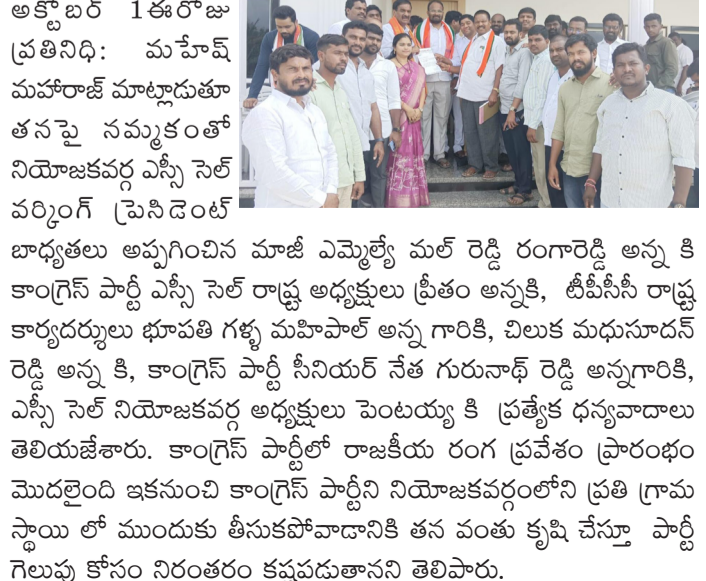 అక్టోబర్ 1ఈరోజు
ప్రతినిధి: మహేష్
మహారాజ్ మాట్లాడుతూ
తనపై నమ్మకంతో
నియోజకవర్గ ఎస్సీ సెల్
వర్కింగ్ ప్రెసిడెంట్
బాధ్యతలు అప్పగించిన మాజీ ఎమ్మెల్యే మల్ రెడ్డి రంగారెడ్డి అన్న కి
కాంగ్రెస్ పార్టీ ఎస్సీ సెల్ రాష్ట్ర అధ్యక్షులు ప్రీతం అన్నకి, టీపీసీసీ రాష్ట్ర
కార్యదర్శులు భూపతి గళ్ళ మహిపాల్ అన్న గారికి, చిలుక మధుసూదన్
రెడ్డి అన్న కి, కాంగ్రెస్ పార్టీ సీనియర్ నేత గురునాథ్ రెడ్డి అన్నగారికి,
ఎస్సీ సెల్ నియోజకవర్గ అధ్యక్షులు పెంటయ్య కి ప్రత్యేక ధన్యవాదాలు
తెలియజేశారు. కాంగ్రెస్ పార్టీలో రాజకీయ రంగ ప్రవేశం ప్రారంభం
మొదలైంది ఇకనుంచి కాంగ్రెస్ పార్టీని నియోజకవర్గంలోని ప్రతి గ్రామ
స్థాయి లో ముందుకు తీసుకపోవాడానికి తన వంతు కృషి చేస్తూ పార్టీ
గెలుపు కోసం నిరంతరం కష్టపడుతానని తెలిపారు.